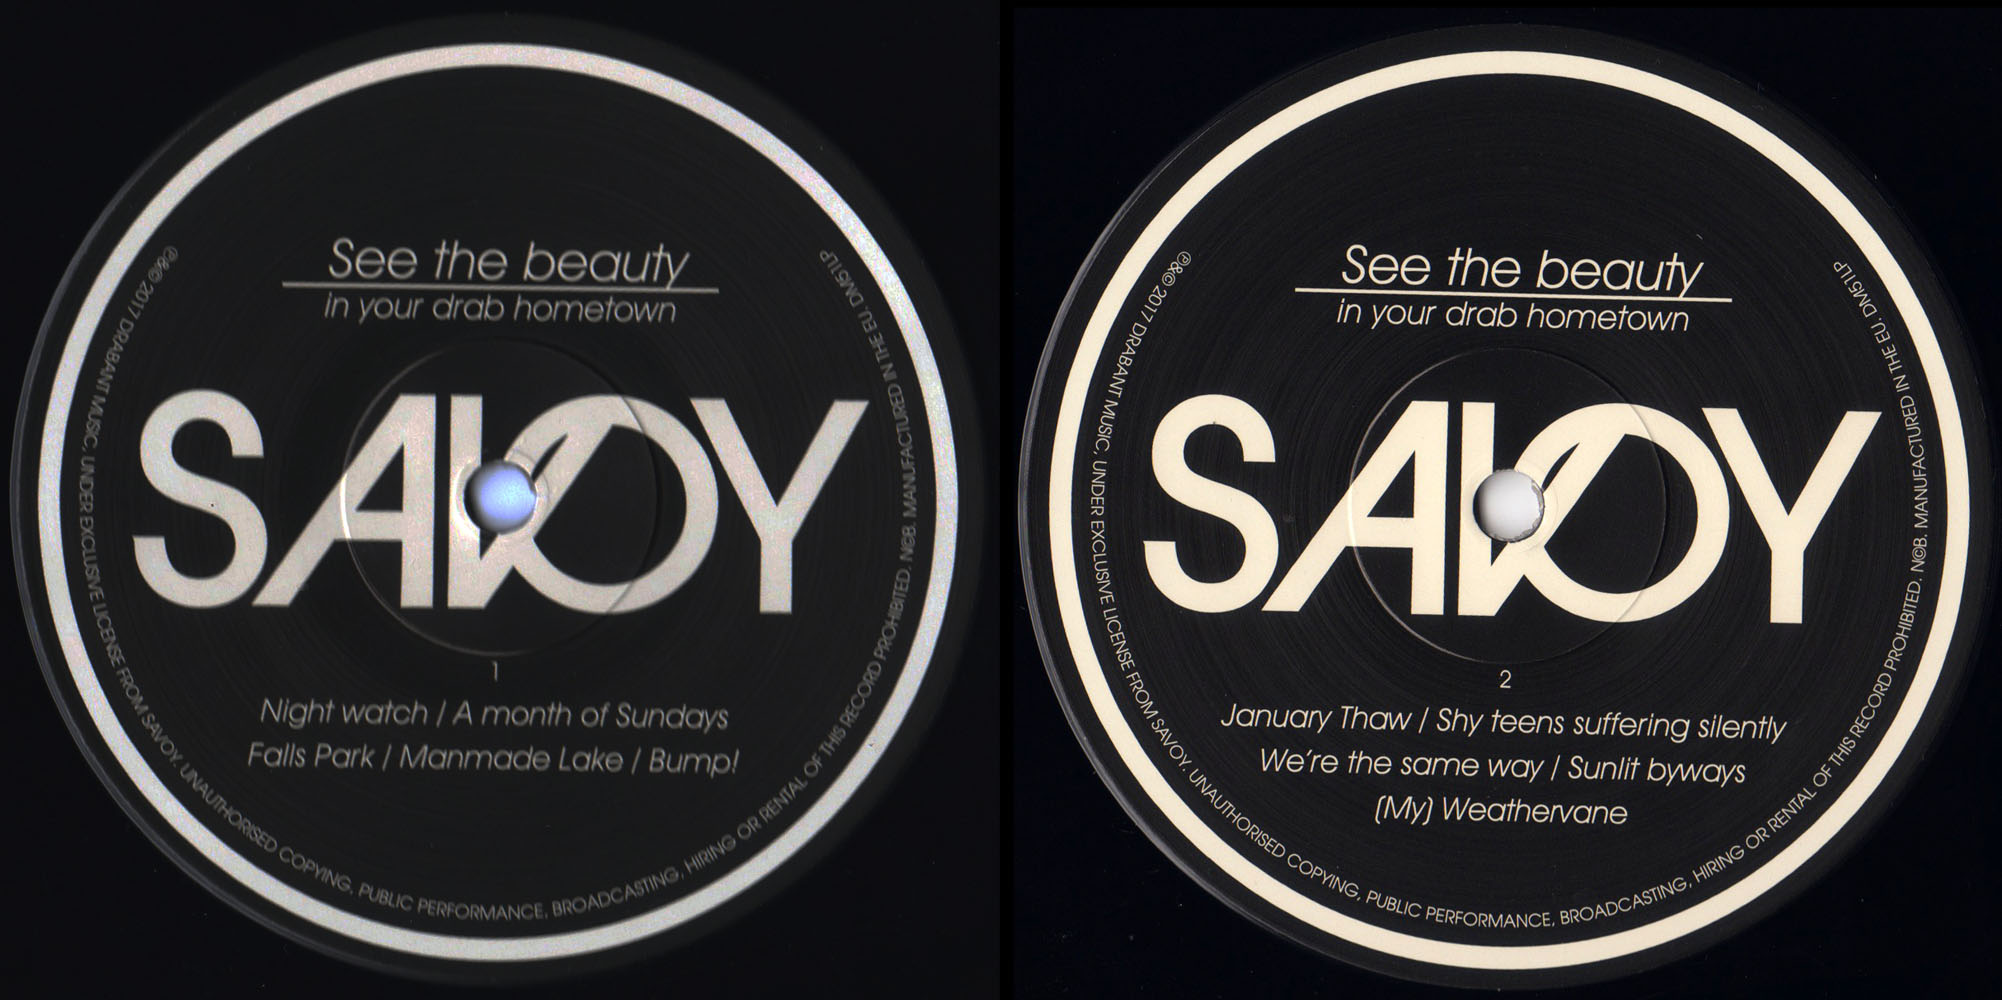 See the beauty
in your drab hometown
SAVOY
1
Night watch / A month of Sundays
Falls Park / Manmade Lake / Bump!
℗&© 2017 DRABANT MUSIC, UNDER EXCLUSIVE LICENSE FROM SAVOY. UNAUTHORISED COPYING, PUBLIC PERFORMANCE, BROADCASTING, HIRING OR RENTAL OF THIS RECORD PROHIBITED. N©B. MANUFACTURED IN THE EU. DM51LP
See the beauty
in your drab hometown
SAVOY
2
January Thaw / Shy teens suffering silently
We're the same way / Sunlit byways
(My) Weathervane
℗&© 2017 DRABANT MUSIC, UNDER EXCLUSIVE LICENSE FROM SAVOY. UNAUTHORISED COPYING, PUBLIC PERFORMANCE, BROADCASTING, HIRING OR RENTAL OF THIS RECORD PROHIBITED. N©B. MANUFACTURED IN THE EU. DM51LP